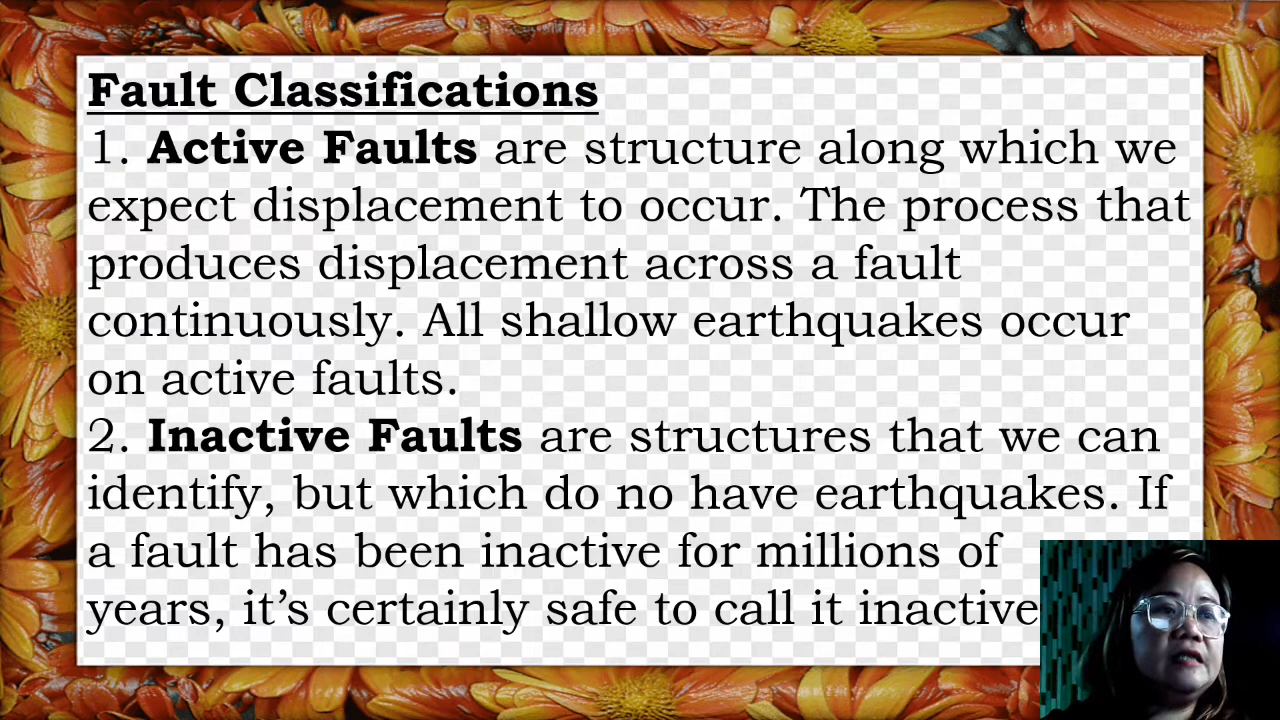 Fault Classifications
1. Active Faults are structure along which we
expect displacement to occur. The process that
produces displacement across a fault
continuously. All shallow earthquakes occur
on active faults.
2. Inactive Faults are structures that we can
identify, but which do no have earthquakes. If
a fault has been inactive for millions of
years, it’s certainly safe to call it inactive